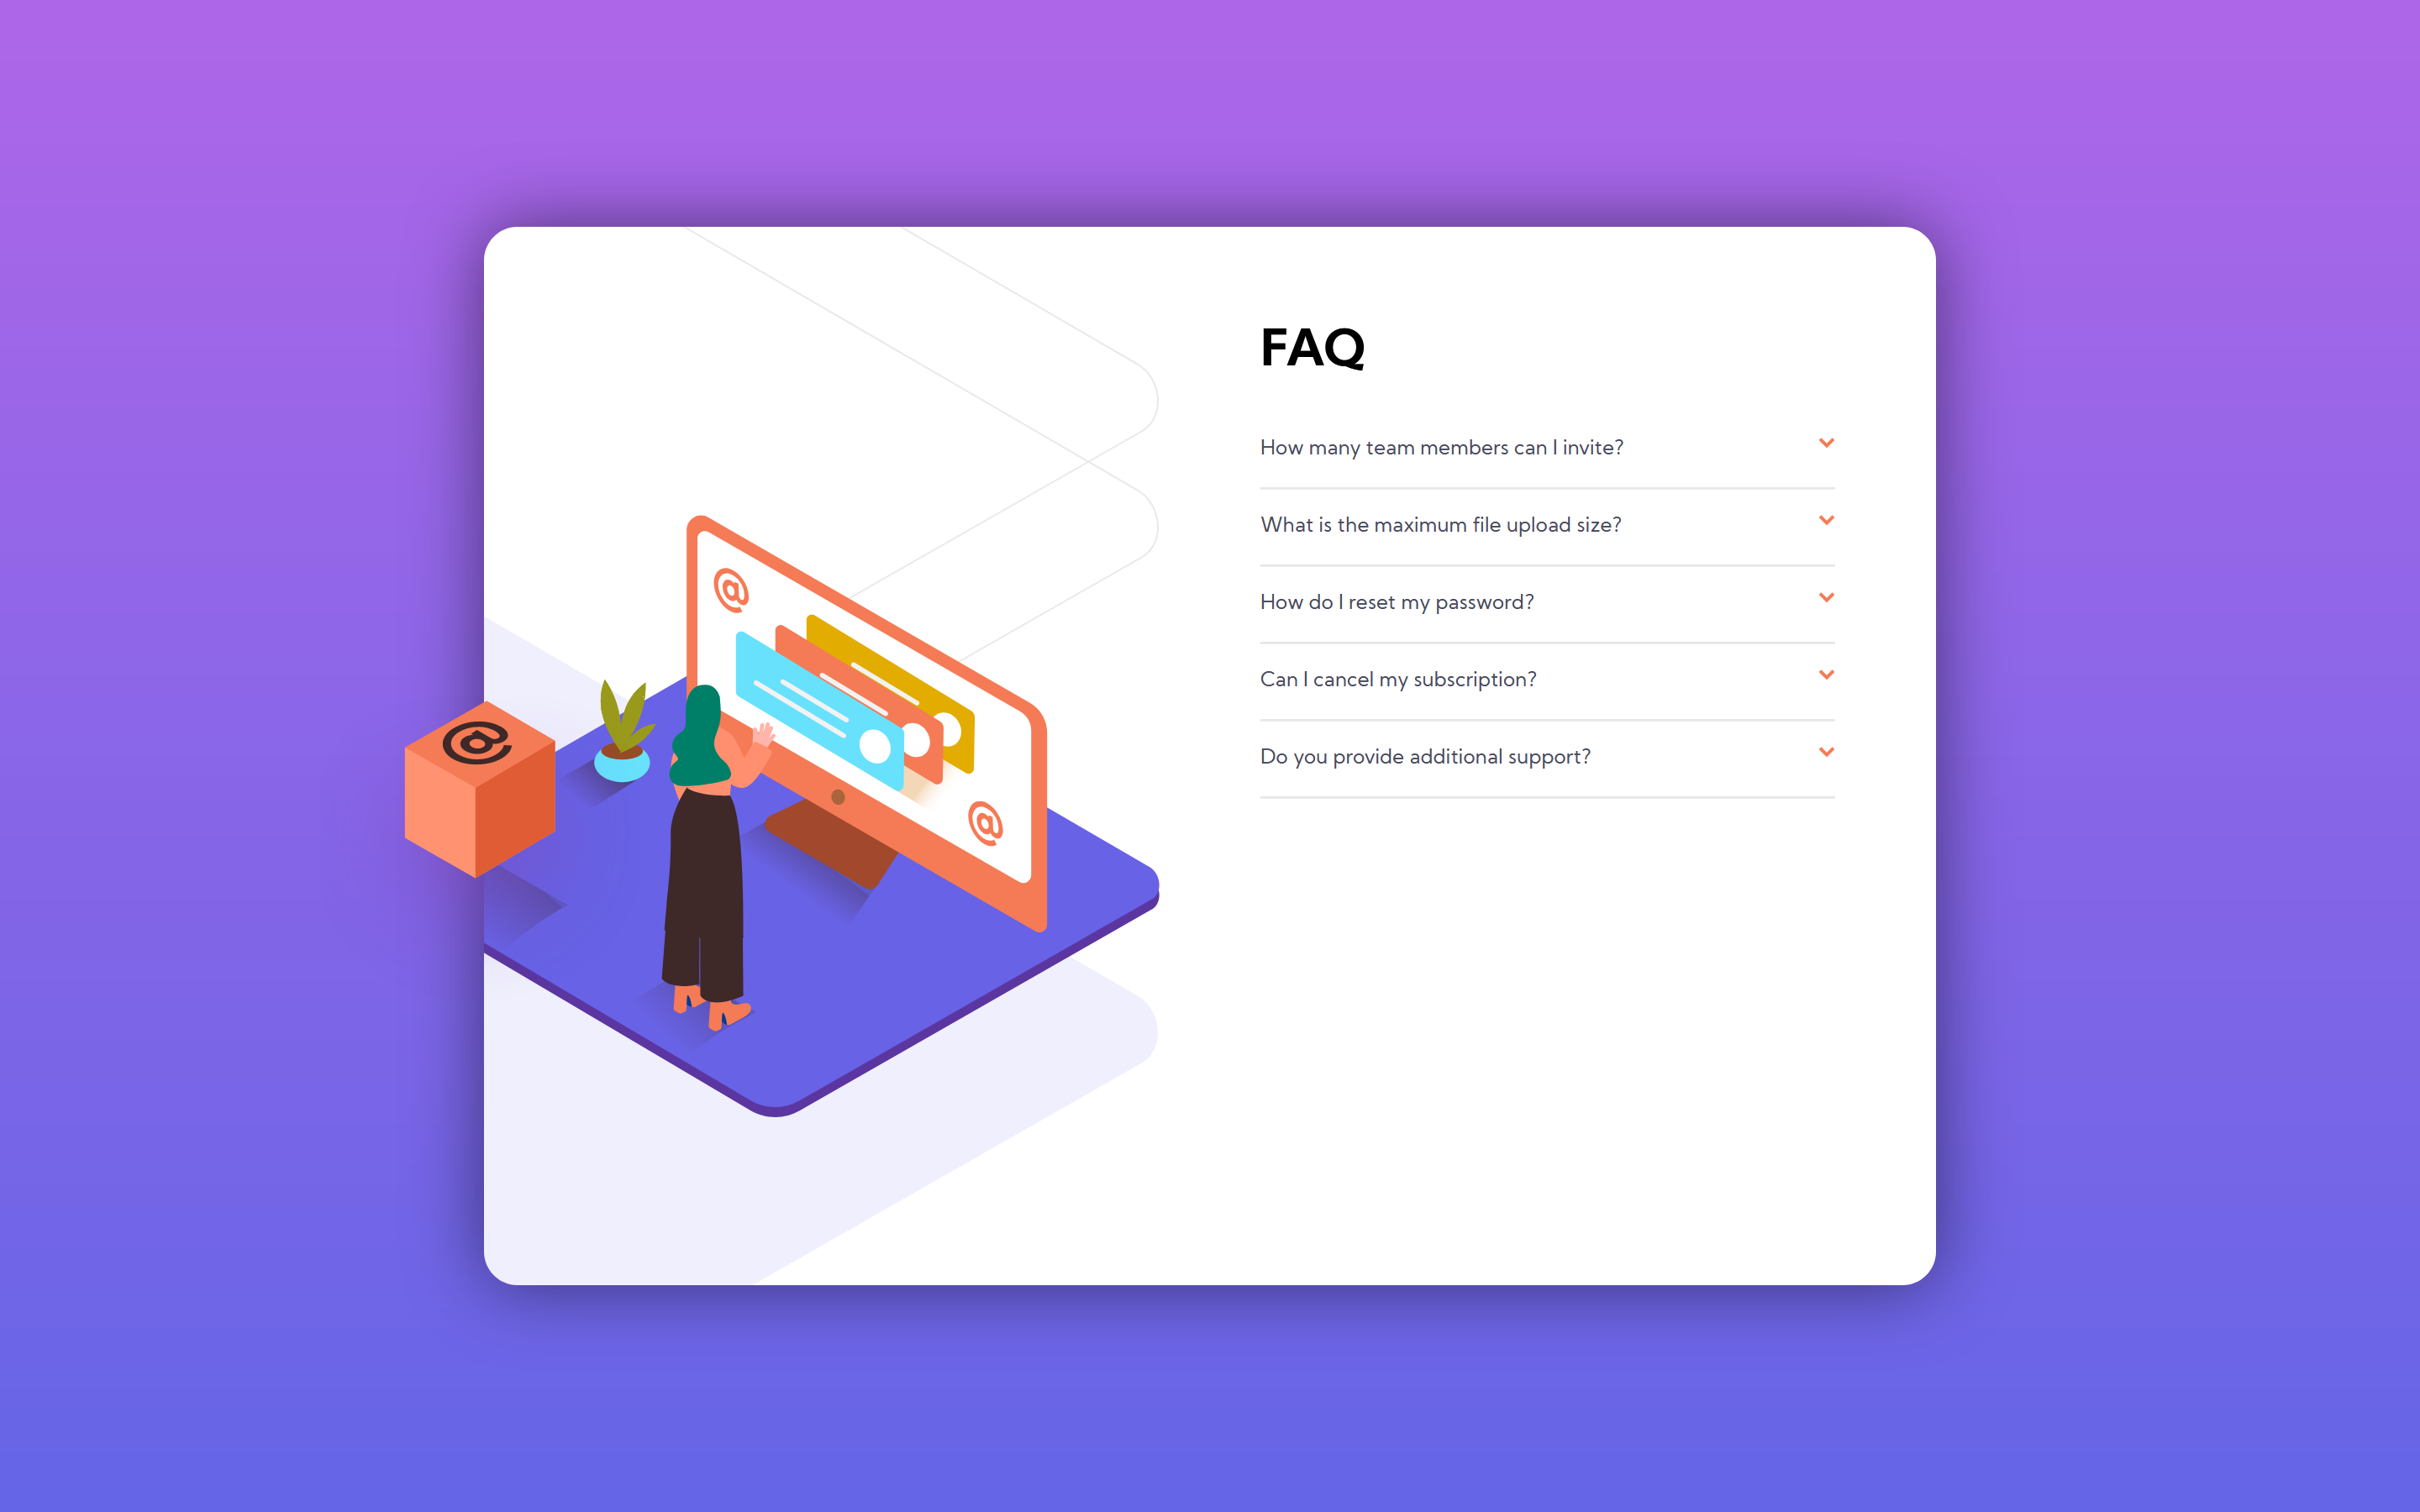 FAQ
How many team members can I invite?
What is the maximum file upload size?
How do I reset my password?
Can I cancel my subscription?
Do you provide additional support?
@
@
@